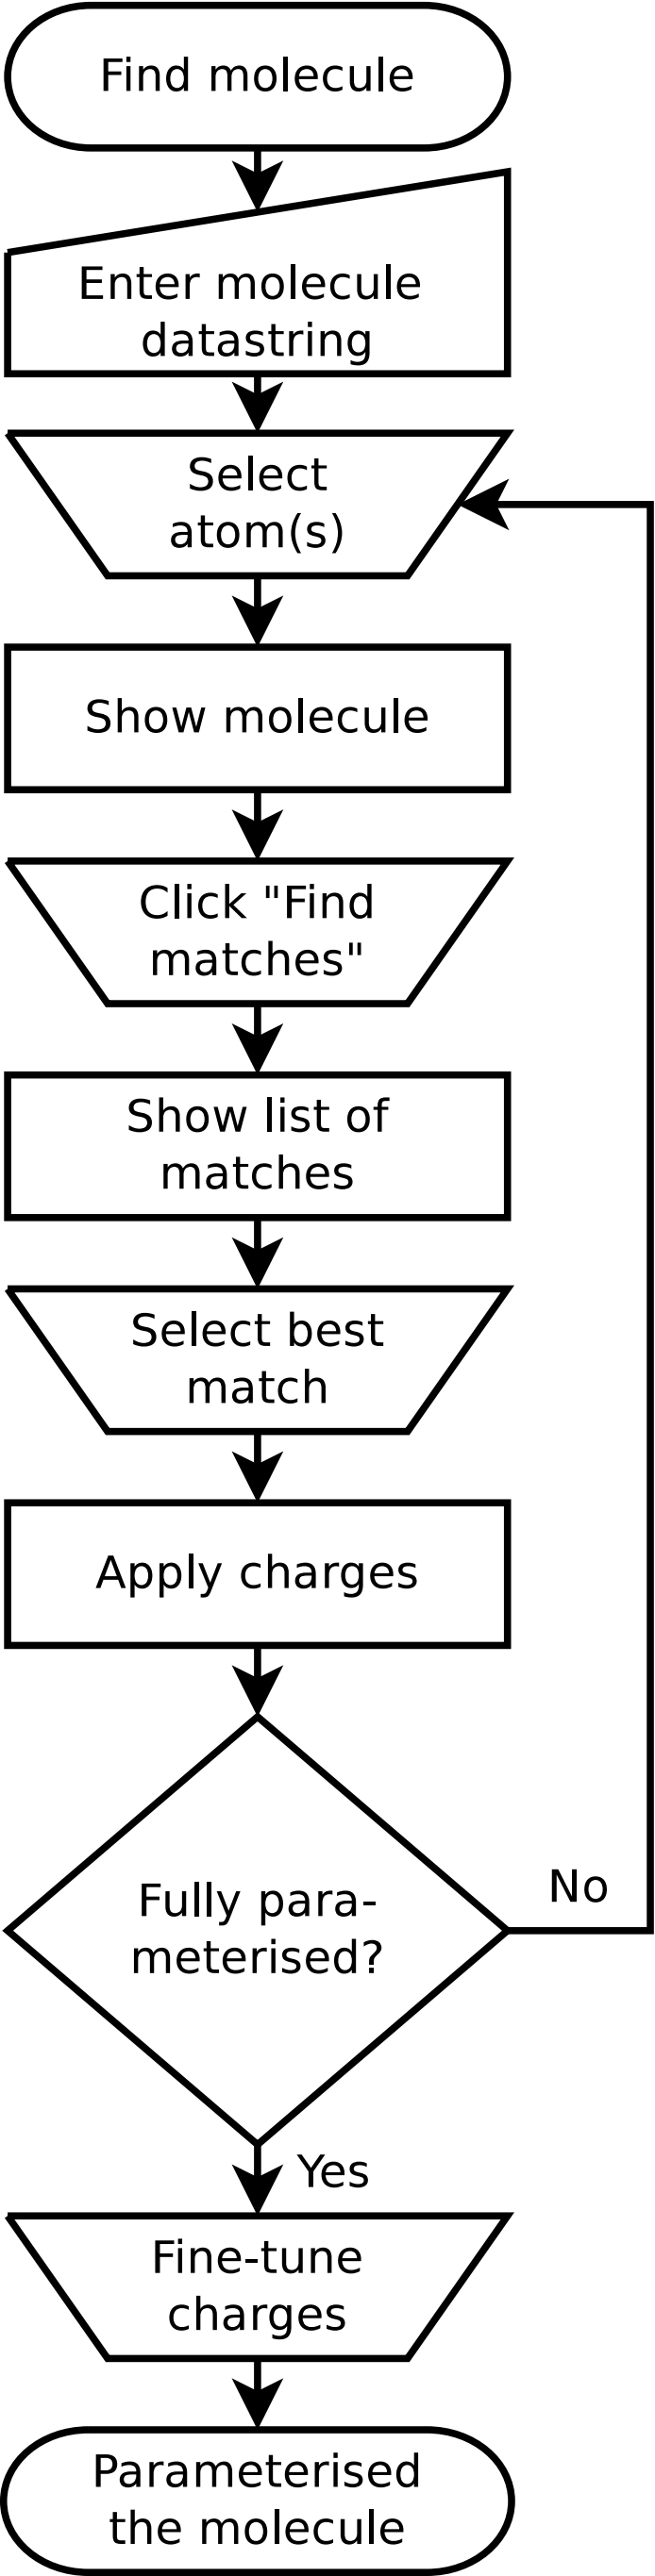 Find molecule
Enter molecule
datastring
Select
atom(s)
Show molecule
Click "Find
matches"
Show list of
matches
Select best
match
Apply charges
Fully para-
meterised?
No
Yes
Fine-tune
charges
Parameterised
the molecule